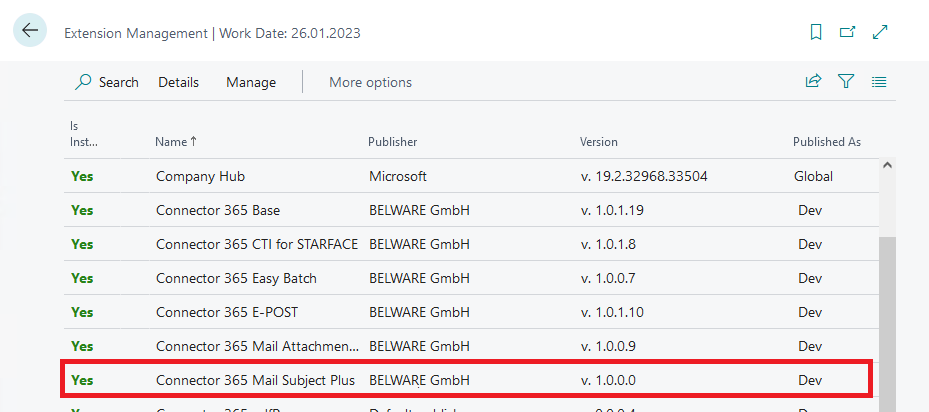 Extension Management | Work Date: 26.01.2023
Search Details Manage More options
Is
Inst... Name ↑ Publisher Version Published As
Yes Company Hub Microsoft v. 19.2.32968.33504 Global
Yes Connector 365 Base BELWARE GmbH v. 1.0.1.19 Dev
Yes Connector 365 CTI for STARFACE BELWARE GmbH v. 1.0.1.8 Dev
Yes Connector 365 Easy Batch BELWARE GmbH v. 1.0.0.7 Dev
Yes Connector 365 E-POST BELWARE GmbH v. 1.0.1.10 Dev
Yes Connector 365 Mail Attachmen... BELWARE GmbH v. 1.0.0.9 Dev
Yes Connector 365 Mail Subject Plus BELWARE GmbH v. 1.0.0.0 Dev